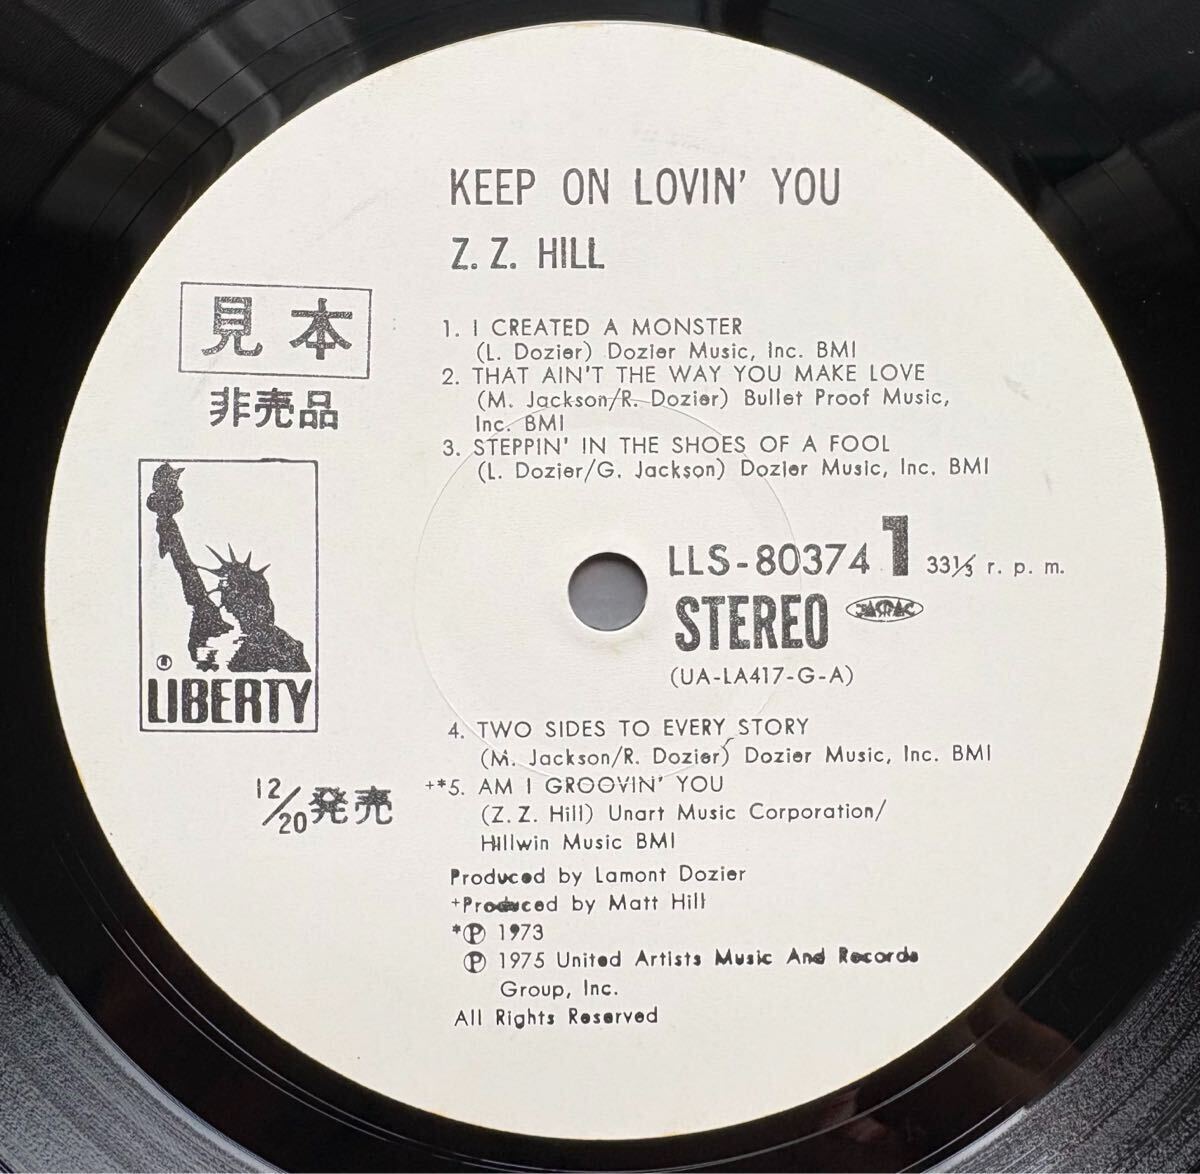 KEEP ON LOVIN' YOU
Z. Z. HILL
見本
非売品
1. I CREATED A MONSTER
(L. Dozier) Dozier Music, Inc. BMI
2. THAT AIN'T THE WAY YOU MAKE LOVE
(M. Jackson/R. Dozier) Bullet Proof Music,
Inc. BMI
3. STEPPIN' IN THE SHOES OF A FOOL
(L. Dozier/G. Jackson) Dozier Music, Inc. BMI
LLS-80374 1 33⅓ r. p. m.
STEREO JASRAC
(UA-LA417-G-A)
®
LIBERTY
12/20発売
4. TWO SIDES TO EVERY STORY
(M. Jackson/R. Dozier) Dozier Music, Inc. BMI
+*5. AM I GROOVIN' YOU
(Z. Z. Hill) Unart Music Corporation/
Hillwin Music BMI
Produced by Lamont Dozier
+Produced by Matt Hill
*℗ 1973
℗ 1975 United Artists Music And Records
Group, Inc.
All Rights Reserved